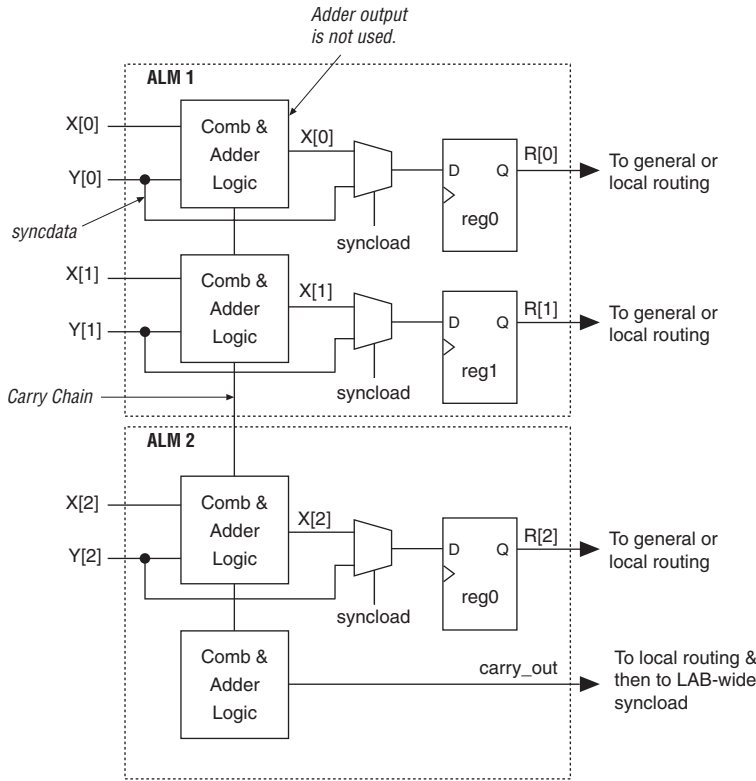 Adder output
is not used.
ALM 1
X[0]
Comb &
Adder
Logic
X[0]
R[0]
To general or
local routing
Y[0]
D
Q
reg0
syncdata
syncload
X[1]
Comb &
Adder
Logic
X[1]
R[1]
To general or
local routing
Y[1]
D
Q
reg1
Carry Chain
syncload
ALM 2
X[2]
Comb &
Adder
Logic
X[2]
R[2]
To general or
local routing
Y[2]
D
Q
reg0
syncload
Comb &
Adder
Logic
carry_out
To local routing &
then to LAB-wide
syncload